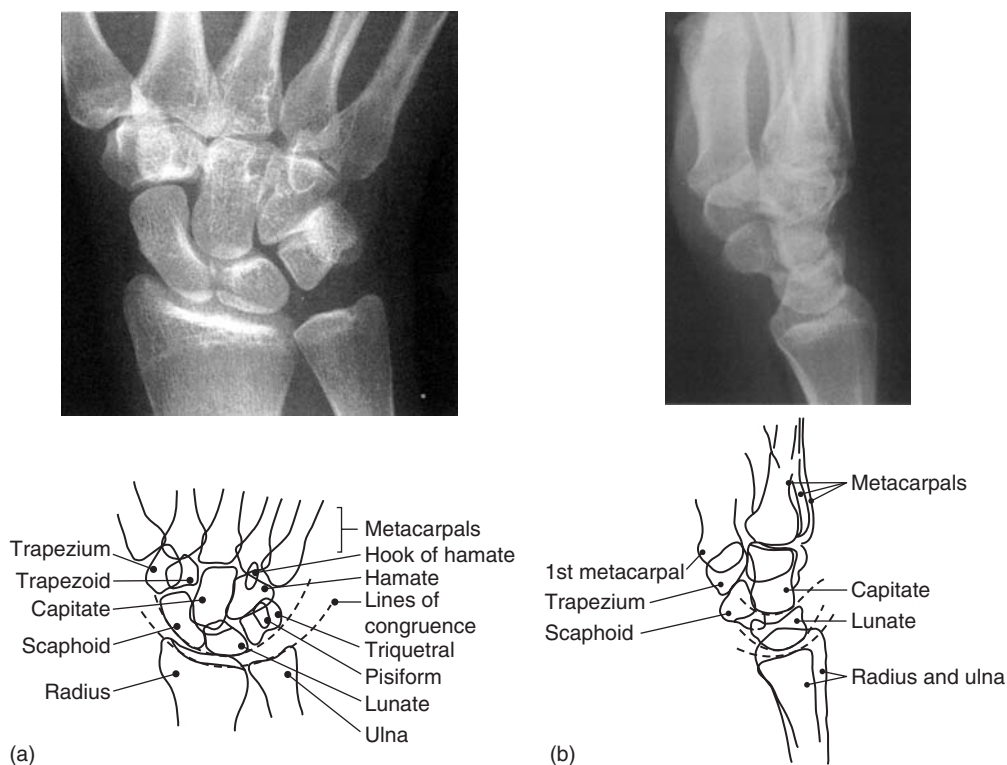 Trapezium
Trapezoid
Capitate
Scaphoid
Radius
Metacarpals
Hook of hamate
Hamate
Lines of
congruence
Triquetral
Pisiform
Lunate
Ulna
(a)
Metacarpals
1st metacarpal
Trapezium
Scaphoid
Capitate
Lunate
Radius and ulna
(b)